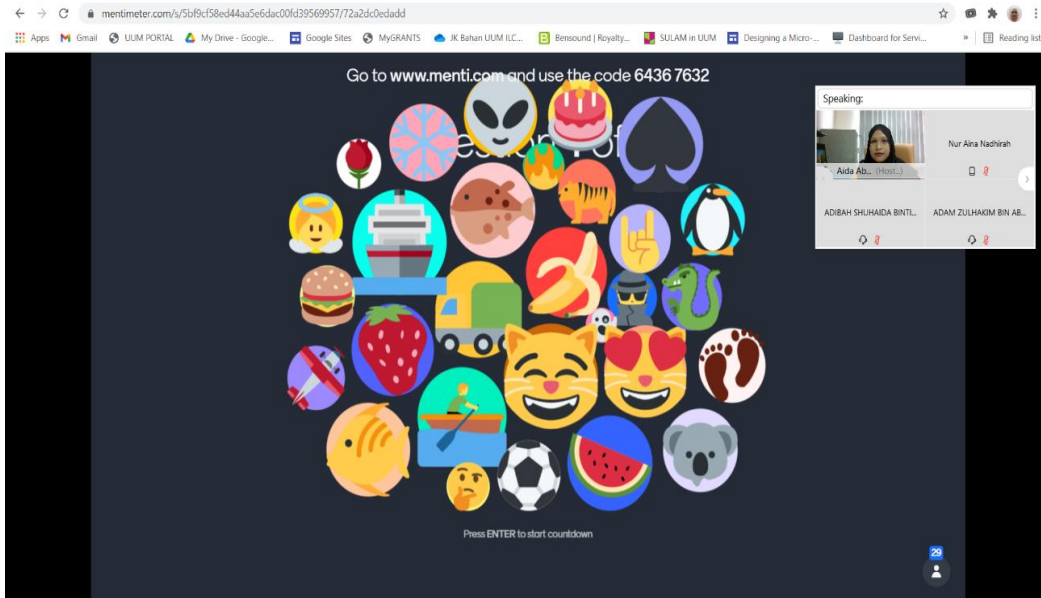 mentimeter.com/s/5bf9cf58ed44aa5e6dac00fd39569957/72a2dc0edadd
Apps Gmail UUM PORTAL My Drive - Google... Google Sites MyGRANTS JK Bahan UUM ILC... Bensound | Royalty... SULAM in UUM Designing a Micro-... Dashboard for Servi... » Reading list
Go to www.menti.com and use the code 6436 7632
Speaking:
Nur Aina Nadhirah
Aida Ab... (Host...)
ADIBAH SHUHAIDA BINTI... ADAM ZULHAKIM BIN AB...
Press ENTER to start countdown
29